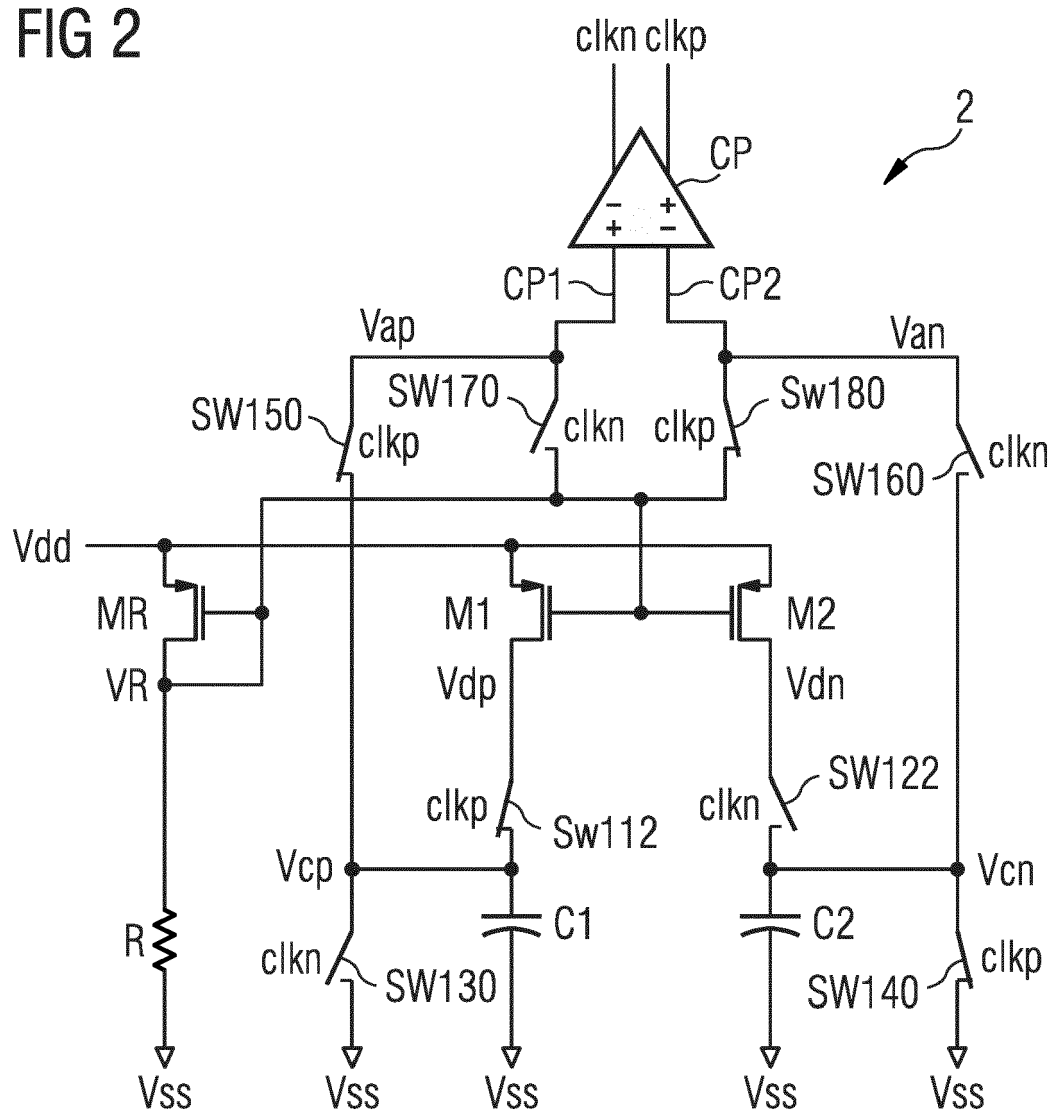 FIG 2
clkn clkp
2
CP
- +
+ -
CP1
CP2
Vap
Van
SW150
SW170
Sw180
clkp
clkn
clkp
clkn
SW160
Vdd
MR
M1
M2
VR
Vdp
Vdn
clkp
Sw112
clkn
SW122
Vcp
Vcn
R
C1
C2
clkn
SW130
SW140
clkp
Vss
Vss
Vss
Vss
Vss